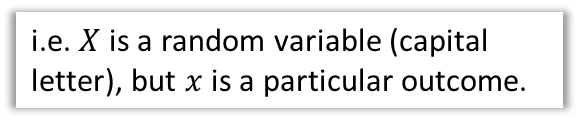 i.e. X is a random variable (capital
letter), but x is a particular outcome.